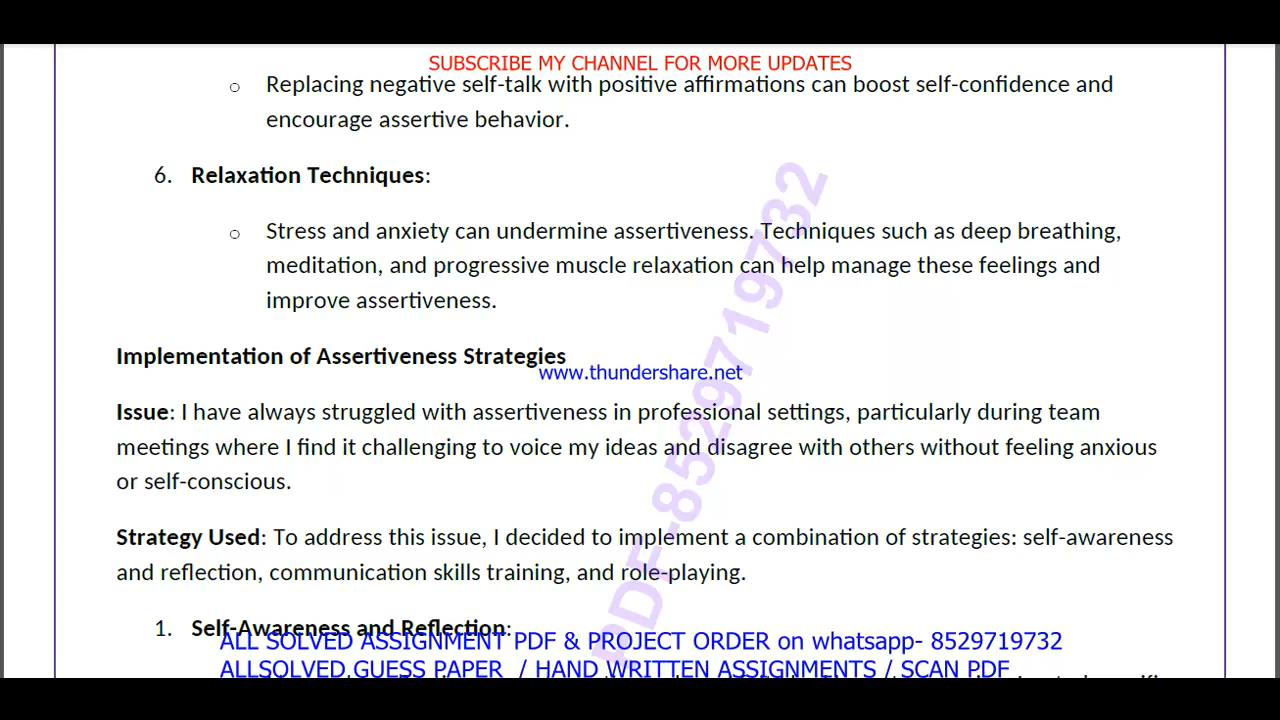 SUBSCRIBE MY CHANNEL FOR MORE UPDATES
o Replacing negative self-talk with positive affirmations can boost self-confidence and
encourage assertive behavior.
6. Relaxation Techniques:
o Stress and anxiety can undermine assertiveness. Techniques such as deep breathing,
meditation, and progressive muscle relaxation can help manage these feelings and
improve assertiveness.
Implementation of Assertiveness Strategies
www.thundershare.net
Issue: I have always struggled with assertiveness in professional settings, particularly during team
meetings where I find it challenging to voice my ideas and disagree with others without feeling anxious
or self-conscious.
Strategy Used: To address this issue, I decided to implement a combination of strategies: self-awareness
and reflection, communication skills training, and role-playing.
1. Self-Awareness and Reflection:
ALL SOLVED ASSIGNMENT PDF & PROJECT ORDER on whatsapp- 8529719732
ALLSOLVED GUESS PAPER / HAND WRITTEN ASSIGNMENTS / SCAN PDF
PDF-8529719732